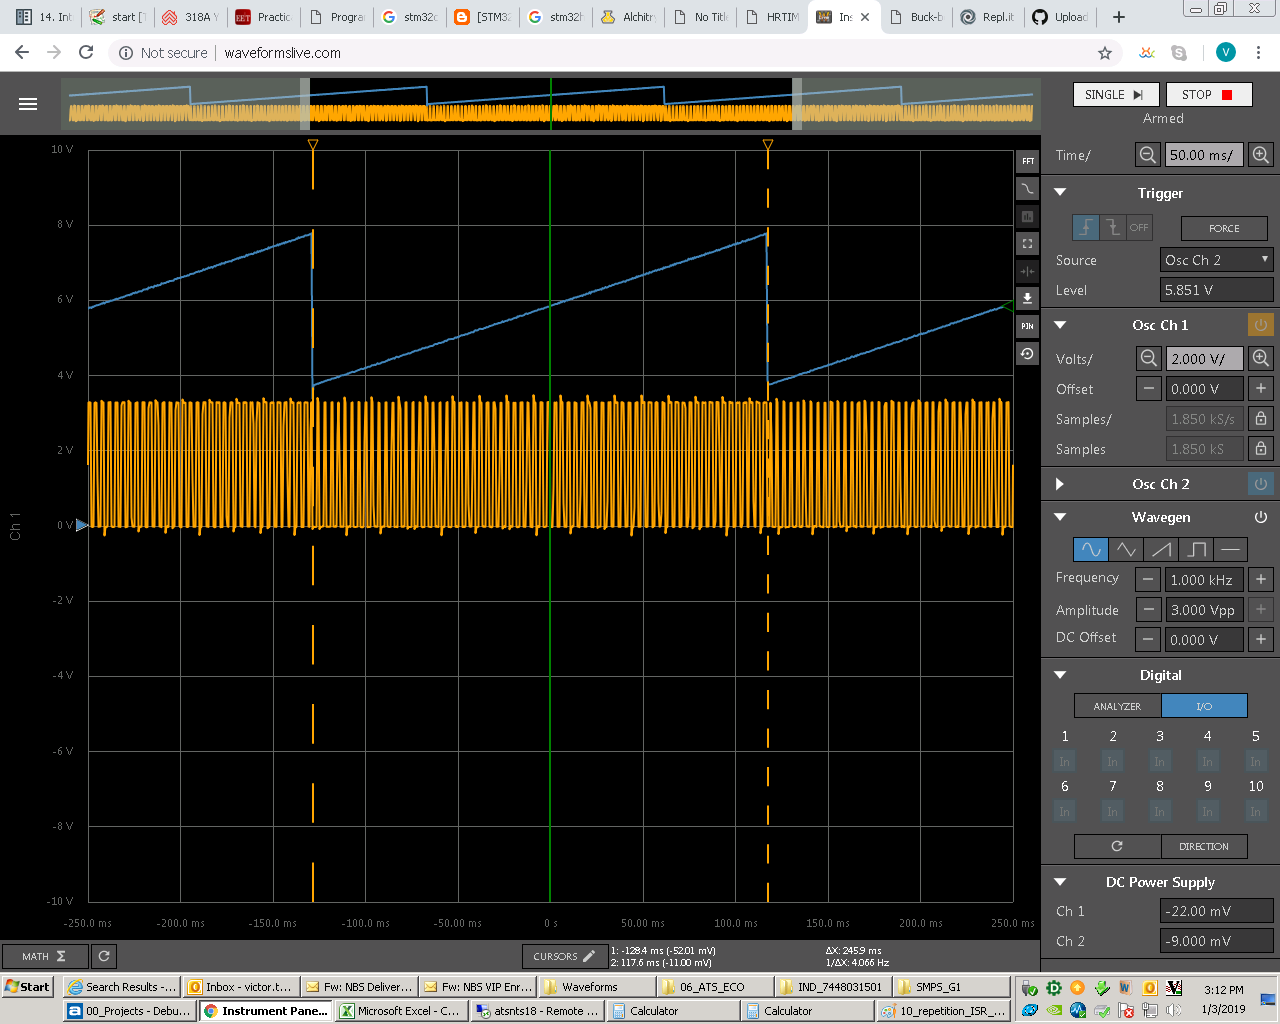 14. Int
start [T
318A Y
EET
Practic
Progra
stm32c
[STM32
stm32h
Alchitry
No Title
HRTIM
Ins
Buck-b
Repl.it
Upload
Not secure | waveformslive.com
V
SINGLE
STOP
Armed
Time/
50.00 ms/
Trigger
OFF
FORCE
Source
Osc Ch 2
Level
5.851 V
Osc Ch 1
Volts/
2.000 V/
Offset
0.000 V
Samples/
1.850 kS/s
Samples
1.850 kS
Osc Ch 2
Wavegen
Frequency
1.000 kHz
Amplitude
3.000 Vpp
DC Offset
0.000 V
Digital
ANALYZER
I/O
1 2 3 4 5
In In In In In
6 7 8 9 10
In In In In In
DIRECTION
DC Power Supply
Ch 1
-22.00 mV
Ch 2
-9.000 mV
FFT
PIN
10 V
8 V
6 V
4 V
2 V
0 V
-2 V
-4 V
-6 V
-8 V
-10 V
Ch 1
-250.0 ms -200.0 ms -150.0 ms -100.0 ms -50.00 ms 0 s 50.00 ms 100.0 ms 150.0 ms 200.0 ms 250.0 ms
MATH Σ
CURSORS
1: -128.4 ms (-52.01 mV)
2: 117.6 ms (-11.00 mV)
ΔX: 245.9 ms
1/ΔX: 4.066 Hz
Start
Search Results - ...
Inbox - victor.t...
Fw: NBS Deliver...
Fw: NBS VIP Enr...
Waveforms
06_ATS_ECO
IND_7448031501
SMPS_G1
3:12 PM
00_Projects - Debu...
Instrument Pane...
Microsoft Excel - C...
atsnts18 - Remote ...
Calculator
Calculator
10_repetition_ISR_...
1/3/2019